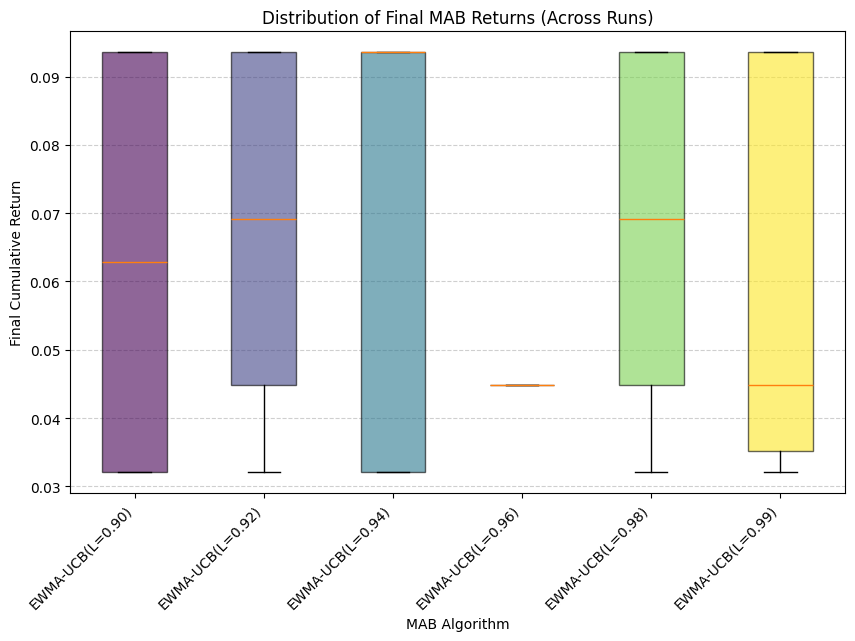 Distribution of Final MAB Returns (Across Runs)
Final Cumulative Return
0.09
0.08
0.07
0.06
0.05
0.04
0.03
EWMA-UCB(L=0.90)
EWMA-UCB(L=0.92)
EWMA-UCB(L=0.94)
EWMA-UCB(L=0.96)
EWMA-UCB(L=0.98)
EWMA-UCB(L=0.99)
MAB Algorithm